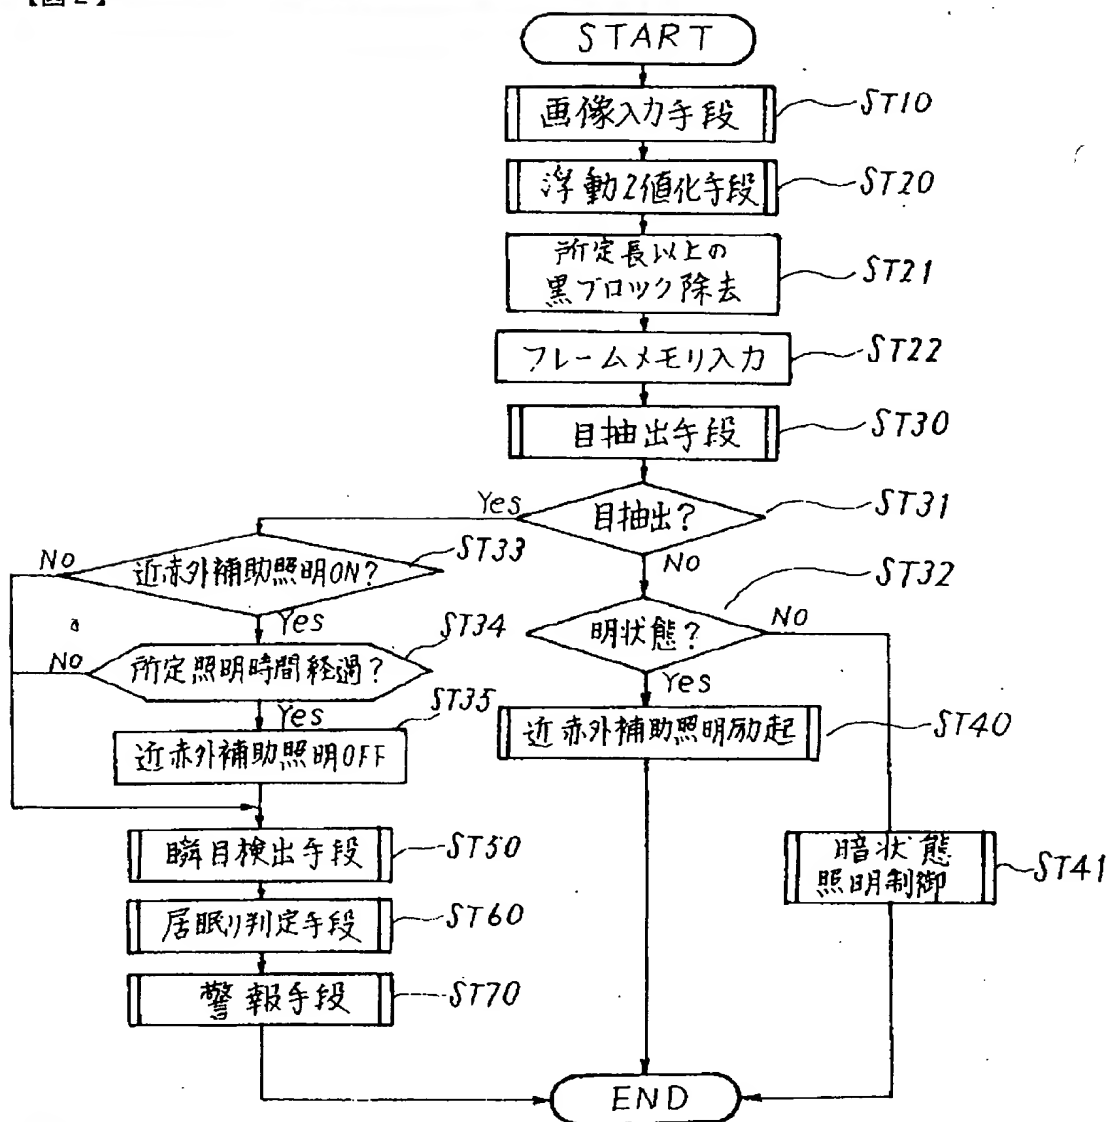 【図2】
START
画像入力手段
ST10
浮動2値化手段
ST20
所定長以上の
黒ブロック除去
ST21
フレームメモリ入力
ST22
目抽出手段
ST30
目抽出?
ST31
Yes
No
近赤外補助照明ON?
ST33
No
Yes
明状態?
ST32
No
Yes
所定照明時間経過?
ST34
No
Yes
近赤外補助照明OFF
ST35
近赤外補助照明励起
ST40
瞬目検出手段
ST50
暗状態
照明制御
ST41
居眠り判定手段
ST60
警報手段
ST70
END